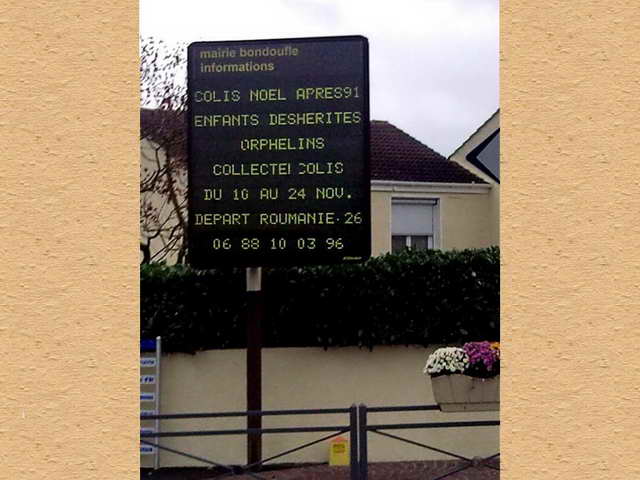 mairie bondoufle
informations
COLIS NOEL APRES91
ENFANTS DESHERITES
ORPHELINS
COLLECTE! COLIS
DU 10 AU 24 NOV.
DEPART ROUMANIE.26
06 88 10 03 96